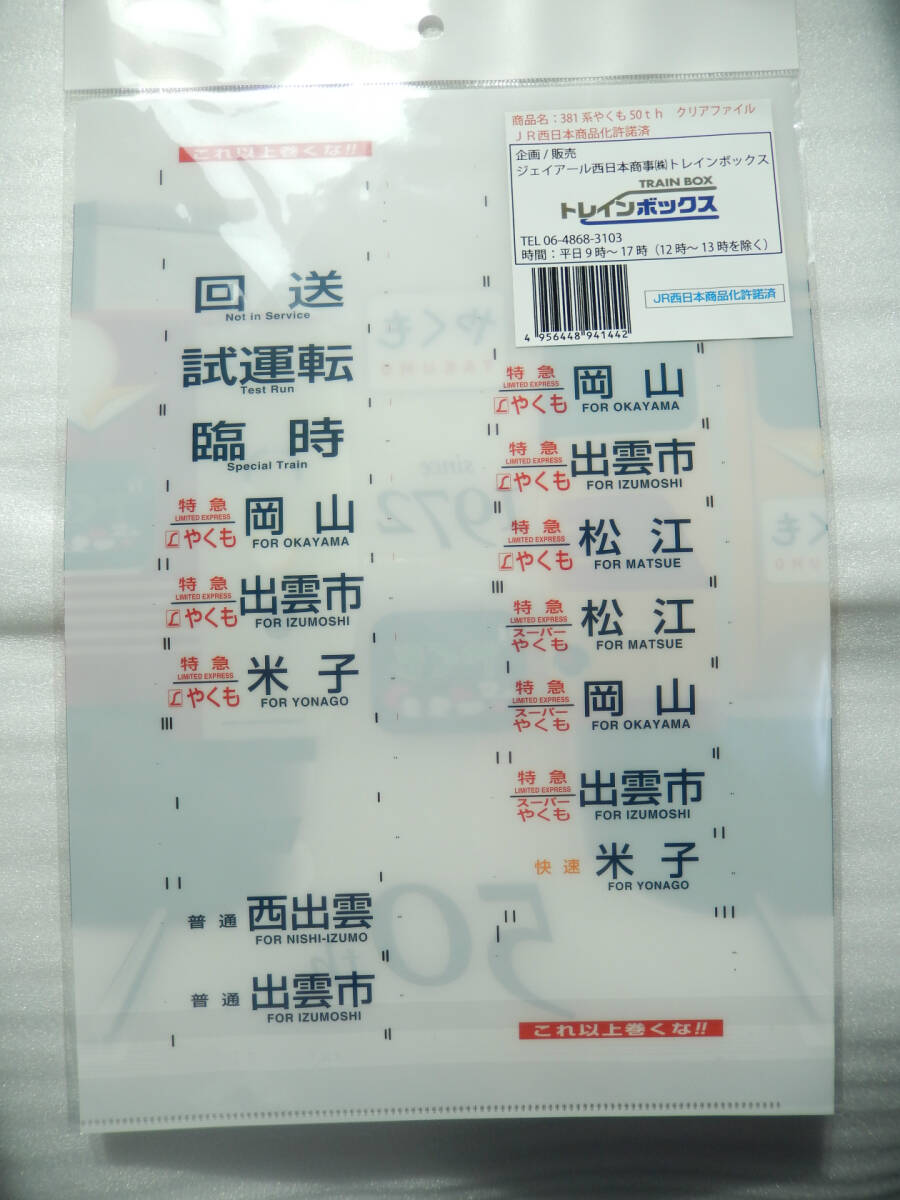 商品名：381系やくも50ｔｈ　クリアファイル
ＪＲ西日本商品化許諾済
企画 / 販売
ジェイアール西日本商事㈱トレインボックス
TRAIN BOX
トレインボックス
TEL 06-4868-3103
時間：平日9時～17時（12時～13時を除く）
JR西日本商品化許諾済
4 956448 941442
これ以上巻くな!!
回　送
Not in Service
試運転
Test Run
臨　時
Special Train
特急
LIMITED EXPRESS
やくも
岡　山
FOR OKAYAMA
特急
LIMITED EXPRESS
やくも
出雲市
FOR IZUMOSHI
特急
LIMITED EXPRESS
やくも
米　子
FOR YONAGO
普通
西出雲
FOR NISHI-IZUMO
普通
出雲市
FOR IZUMOSHI
特急
LIMITED EXPRESS
やくも
岡　山
FOR OKAYAMA
特急
LIMITED EXPRESS
やくも
出雲市
FOR IZUMOSHI
特急
LIMITED EXPRESS
やくも
松　江
FOR MATSUE
特急
LIMITED EXPRESS
スーパー
やくも
松　江
FOR MATSUE
特急
LIMITED EXPRESS
スーパー
やくも
岡　山
FOR OKAYAMA
特急
LIMITED EXPRESS
スーパー
やくも
出雲市
FOR IZUMOSHI
快速
米　子
FOR YONAGO
これ以上巻くな!!
やくも
YAKUMO
since
1972
50th